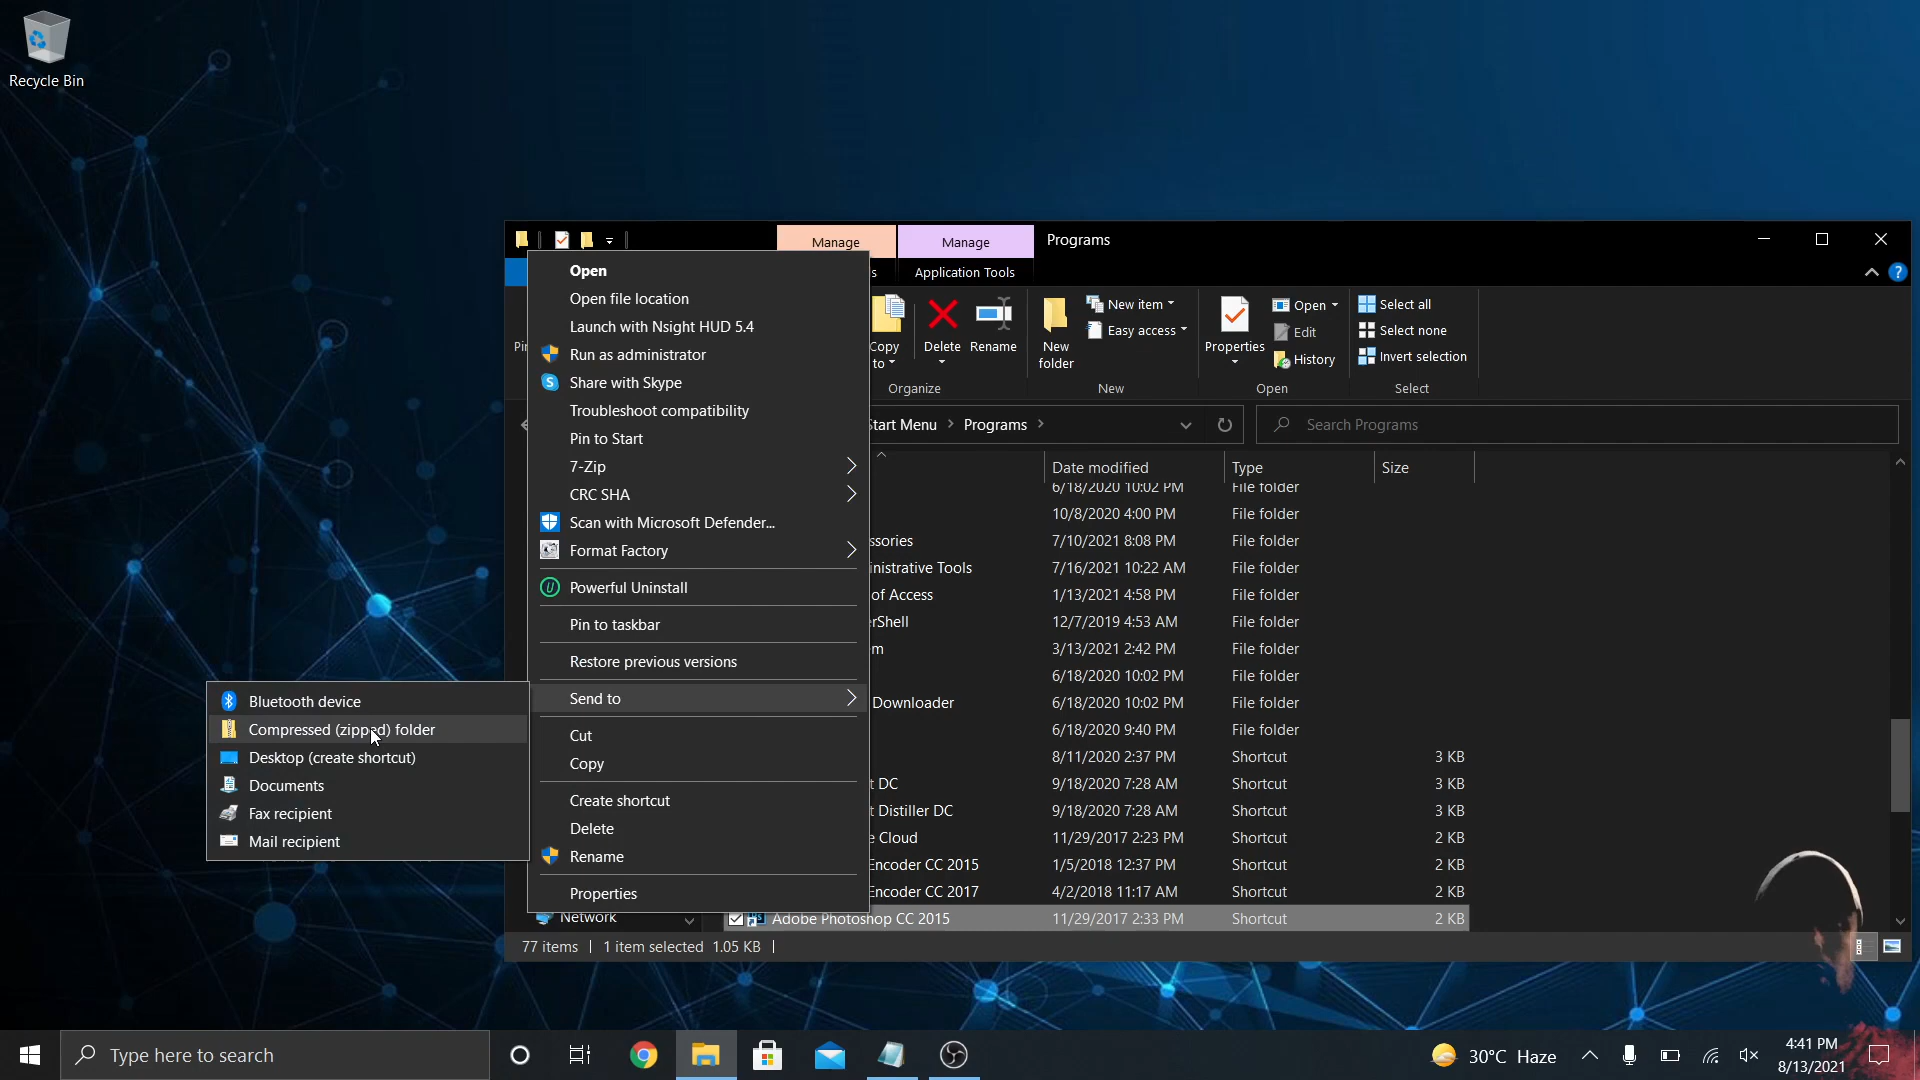 Recycle Bin
Manage
Manage
Programs
s
Application Tools
?
Open
Open file location
Launch with Nsight HUD 5.4
Run as administrator
Share with Skype
Troubleshoot compatibility
Pin to Start
7-Zip
CRC SHA
Scan with Microsoft Defender...
Format Factory
Powerful Uninstall
Pin to taskbar
Restore previous versions
Send to
Cut
Copy
Create shortcut
Delete
Rename
Properties
Bluetooth device
Compressed (zipped) folder
Desktop (create shortcut)
Documents
Fax recipient
Mail recipient
Pin
Copy
to
Delete
Rename
Organize
New
folder
New item
Easy access
New
Properties
Open
Edit
History
Open
Select all
Select none
Invert selection
Select
Start Menu
Programs
Search Programs
Date modified Type Size
6/18/2020 10:02 PM File folder
10/8/2020 4:00 PM File folder
ssories 7/10/2021 8:08 PM File folder
inistrative Tools 7/16/2021 10:22 AM File folder
of Access 1/13/2021 4:58 PM File folder
rShell 12/7/2019 4:53 AM File folder
m 3/13/2021 2:42 PM File folder
6/18/2020 10:02 PM File folder
Downloader 6/18/2020 10:02 PM File folder
6/18/2020 9:40 PM File folder
8/11/2020 2:37 PM Shortcut 3 KB
t DC 9/18/2020 7:28 AM Shortcut 3 KB
t Distiller DC 9/18/2020 7:28 AM Shortcut 3 KB
e Cloud 11/29/2017 2:23 PM Shortcut 2 KB
Encoder CC 2015 1/5/2018 12:37 PM Shortcut 2 KB
Encoder CC 2017 4/2/2018 11:17 AM Shortcut 2 KB
Network
Adobe Photoshop CC 2015 11/29/2017 2:33 PM Shortcut 2 KB
77 items 1 item selected 1.05 KB
Type here to search
30°C Haze
4:41 PM
8/13/2021